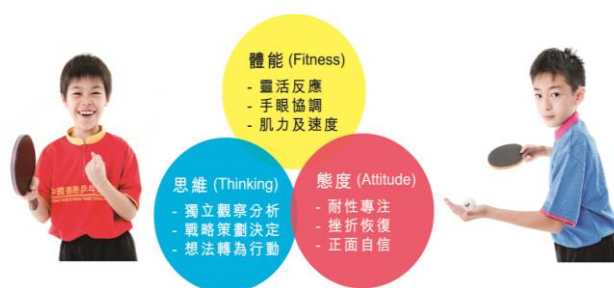 體能 (Fitness)
- 靈活反應
- 手眼協調
- 肌力及速度
思維 (Thinking)
- 獨立觀察分析
- 戰略策劃決定
- 想法轉為行動
態度 (Attitude)
- 耐性專注
- 挫折恢復
- 正面自信